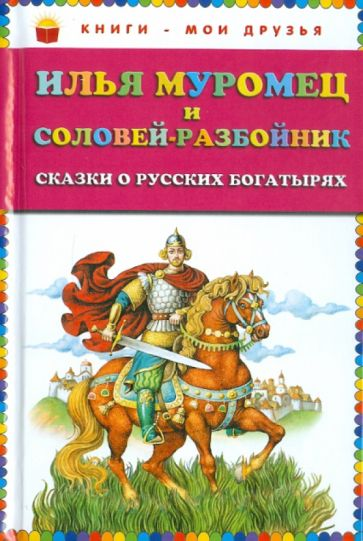 КНИГИ - МОИ ДРУЗЬЯ
ИЛЬЯ МУРОМЕЦ
И
СОЛОВЕЙ-РАЗБОЙНИК
СКАЗКИ О РУССКИХ БОГАТЫРЯХ